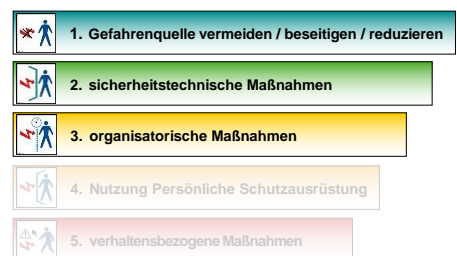 1. Gefahrenquelle vermeiden / beseitigen / reduzieren
2. sicherheitstechnische Maßnahmen
3. organisatorische Maßnahmen
4. Nutzung Persönliche Schutzausrüstung
5. verhaltensbezogene Maßnahmen